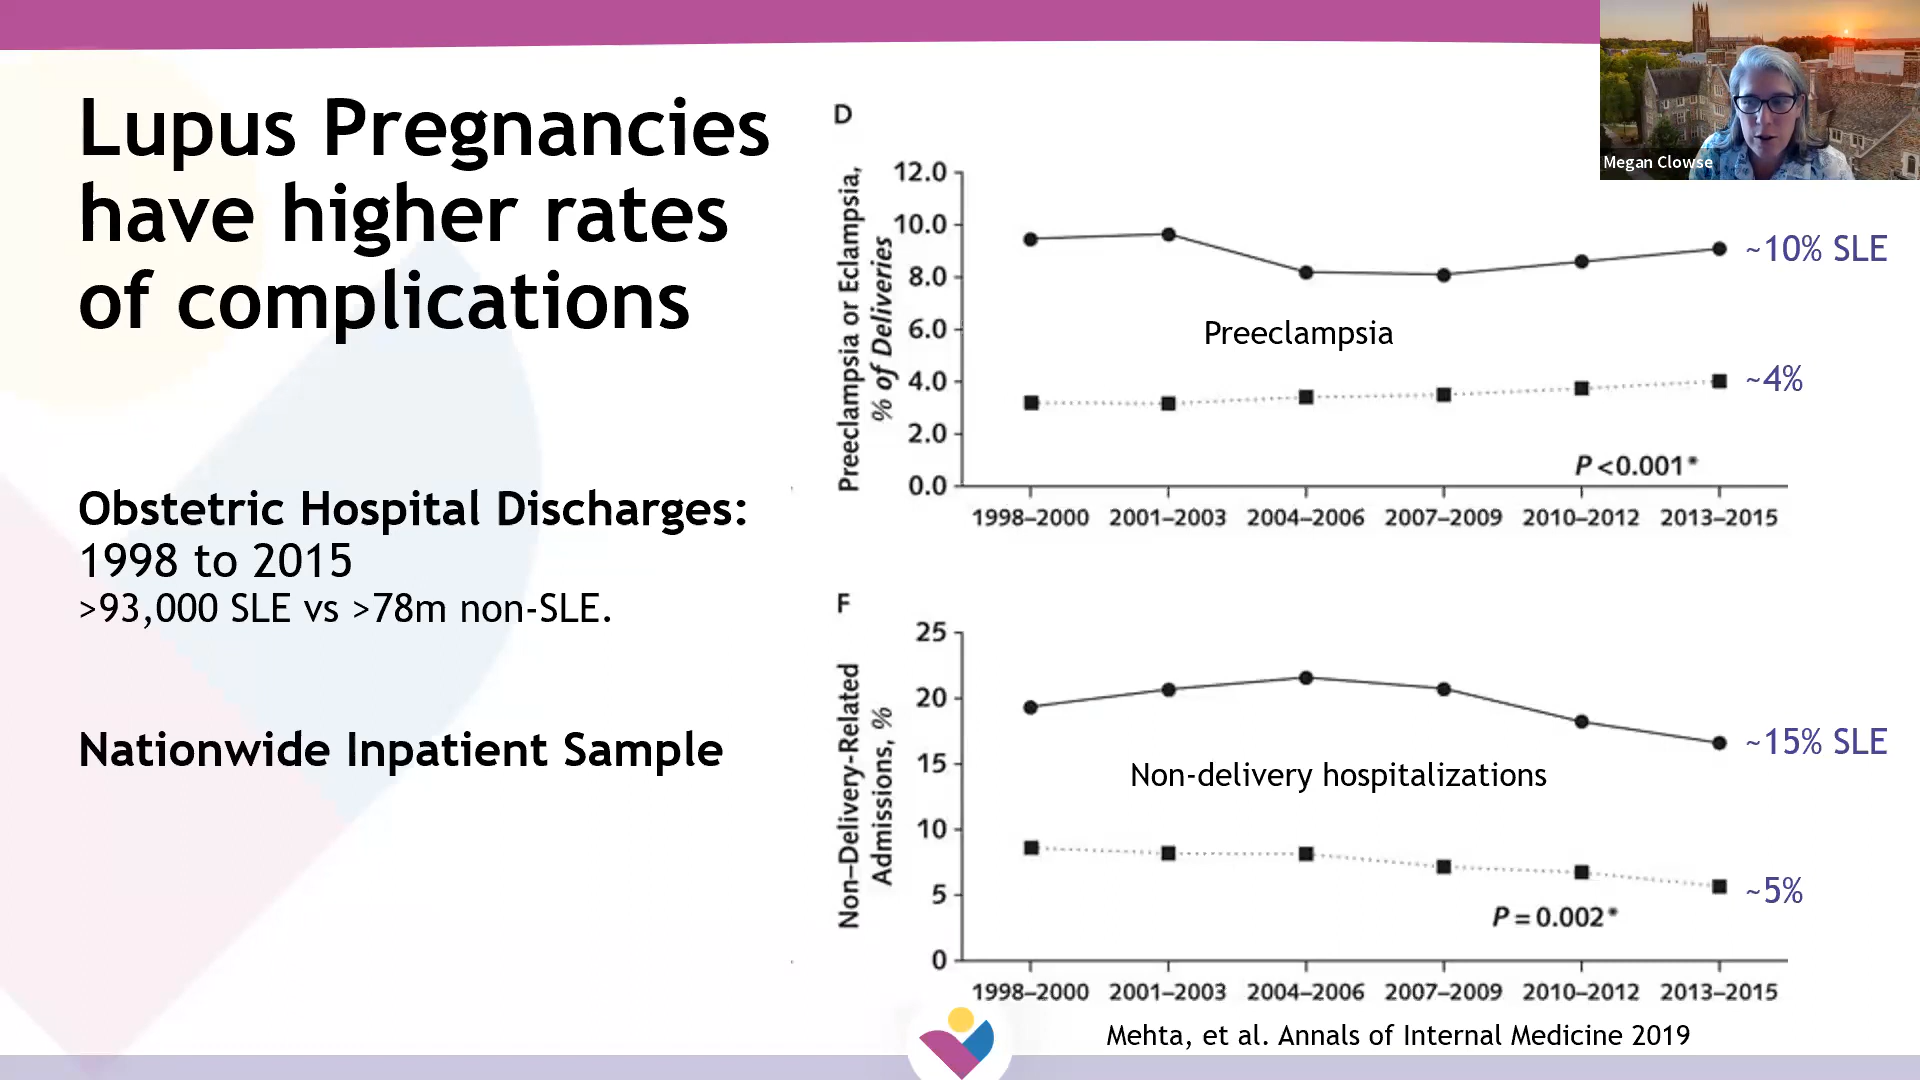 Lupus Pregnancies
have higher rates
of complications
Obstetric Hospital Discharges:
1998 to 2015
>93,000 SLE vs >78m non-SLE.
Nationwide Inpatient Sample
D
Preeclampsia or Eclampsia,
% of Deliveries
12.0
10.0
8.0
6.0
4.0
2.0
0.0
~10% SLE
Preeclampsia
~4%
P<0.001*
1998–2000 2001–2003 2004–2006 2007–2009 2010–2012 2013–2015
F
Non–Delivery-Related
Admissions, %
25
20
15
10
5
0
~15% SLE
Non-delivery hospitalizations
~5%
P=0.002*
1998–2000 2001–2003 2004–2006 2007–2009 2010–2012 2013–2015
Mehta, et al. Annals of Internal Medicine 2019
Megan Clowse